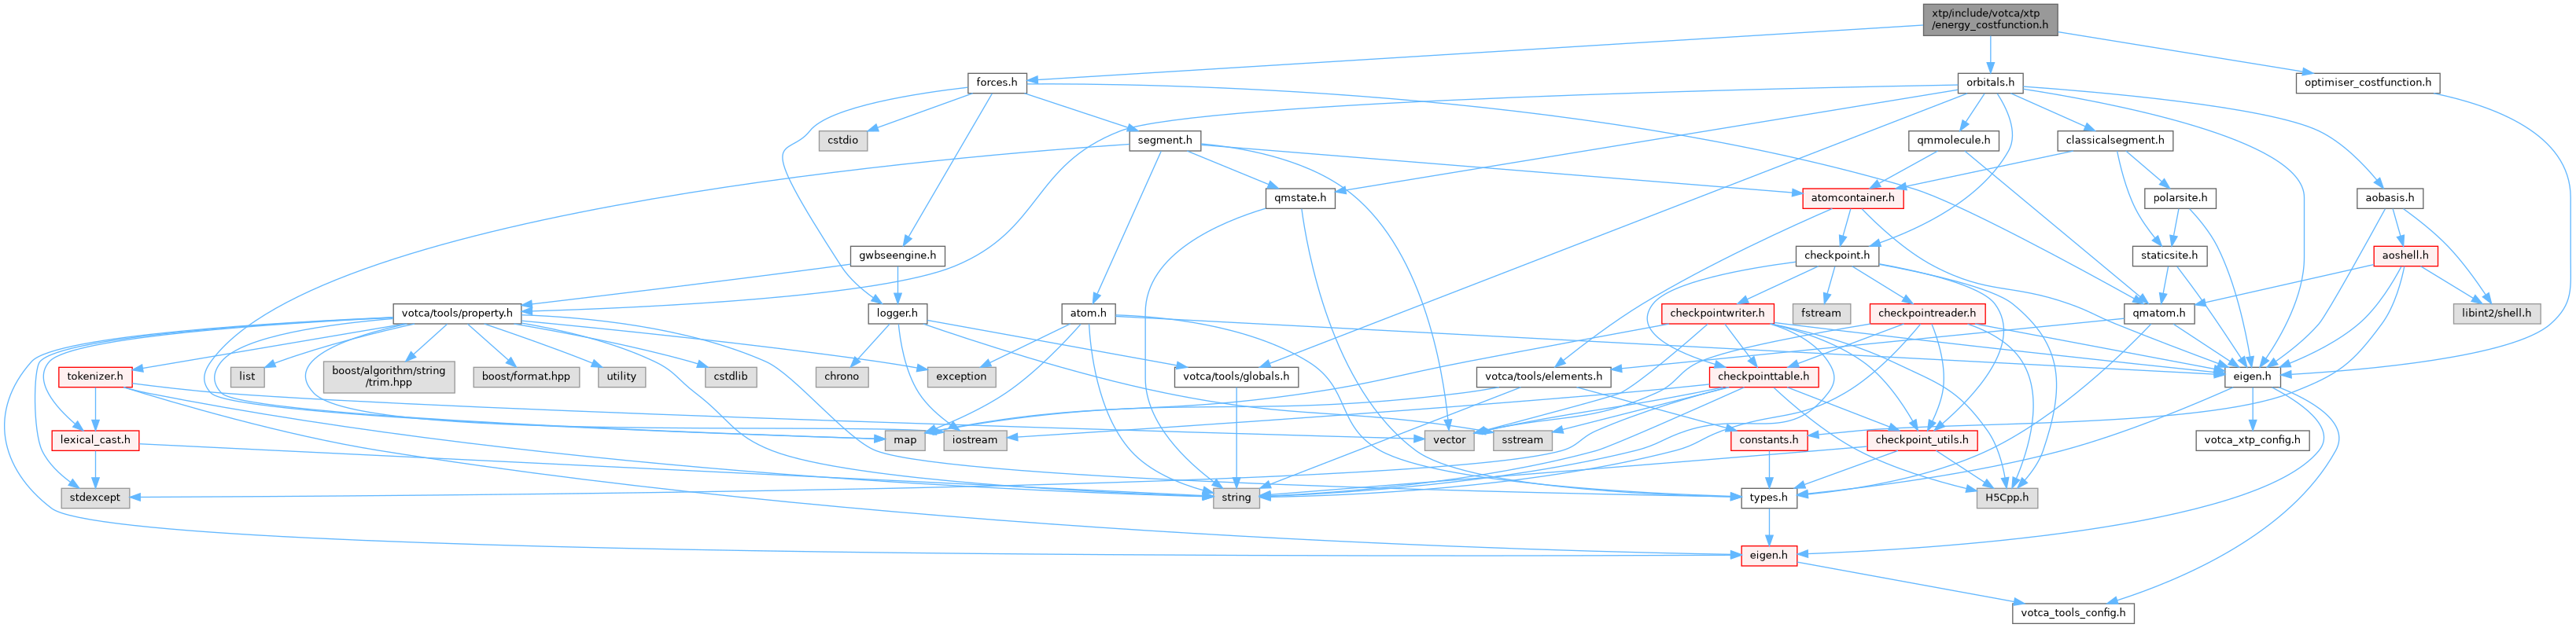 xtp/include/votca/xtp
/energy_costfunction.h
forces.h
orbitals.h
optimiser_costfunction.h
cstdio
segment.h
qmmolecule.h
classicalsegment.h
qmstate.h
atomcontainer.h
polarsite.h
aobasis.h
gwbseengine.h
checkpoint.h
staticsite.h
aoshell.h
votca/tools/property.h
logger.h
atom.h
checkpointwriter.h
fstream
checkpointreader.h
qmatom.h
libint2/shell.h
tokenizer.h
list
boost/algorithm/string
/trim.hpp
boost/format.hpp
utility
cstdlib
chrono
exception
votca/tools/globals.h
votca/tools/elements.h
checkpointtable.h
eigen.h
lexical_cast.h
map
iostream
vector
sstream
constants.h
checkpoint_utils.h
votca_xtp_config.h
stdexcept
string
types.h
H5Cpp.h
eigen.h
votca_tools_config.h